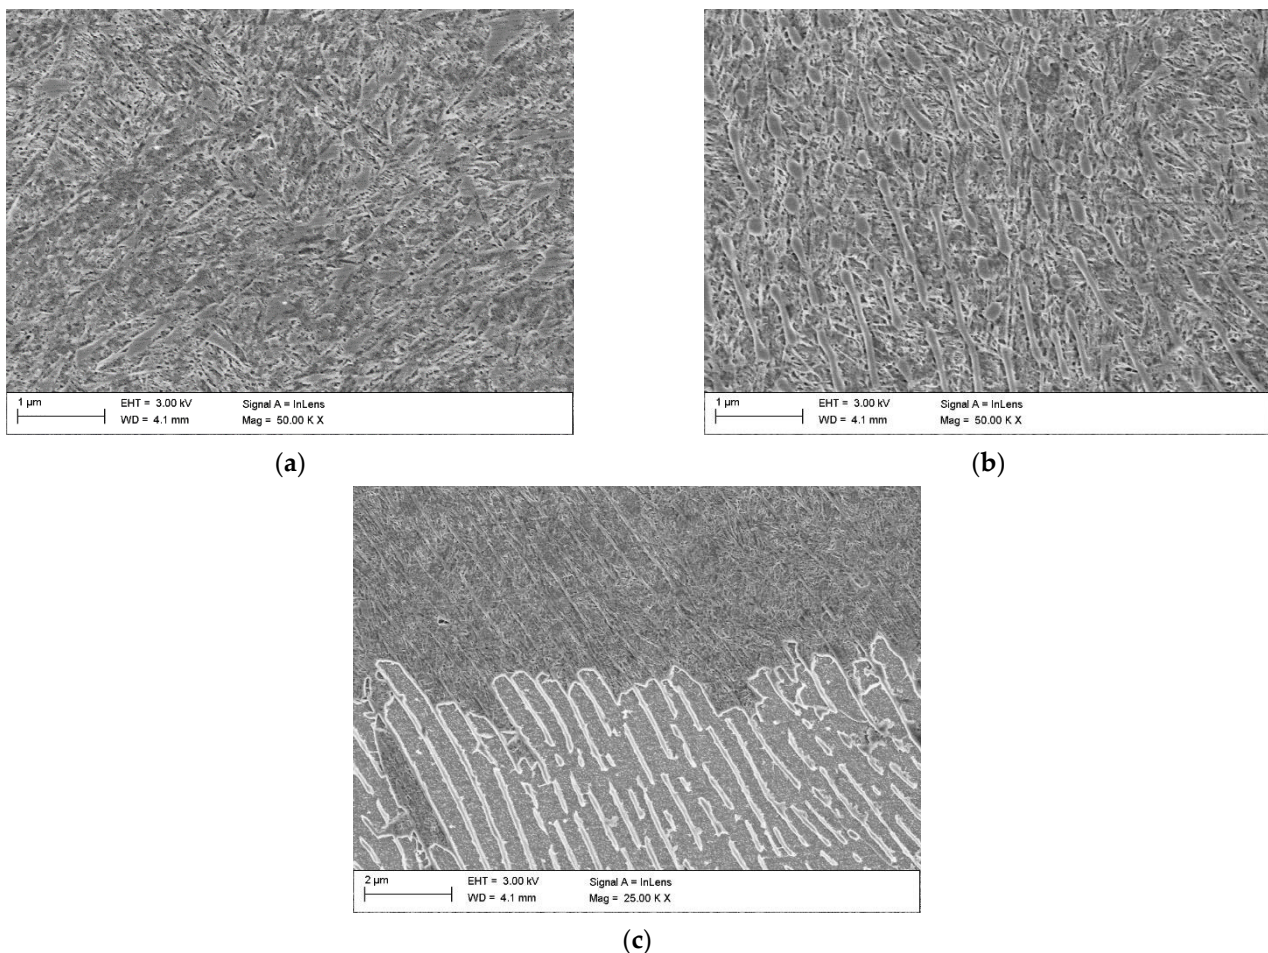 1 µm EHT = 3.00 kV Signal A = InLens
WD = 4.1 mm Mag = 50.00 K X
(a)
1 µm EHT = 3.00 kV Signal A = InLens
WD = 4.1 mm Mag = 50.00 K X
(b)
2 µm EHT = 3.00 kV Signal A = InLens
WD = 4.1 mm Mag = 25.00 K X
(c)